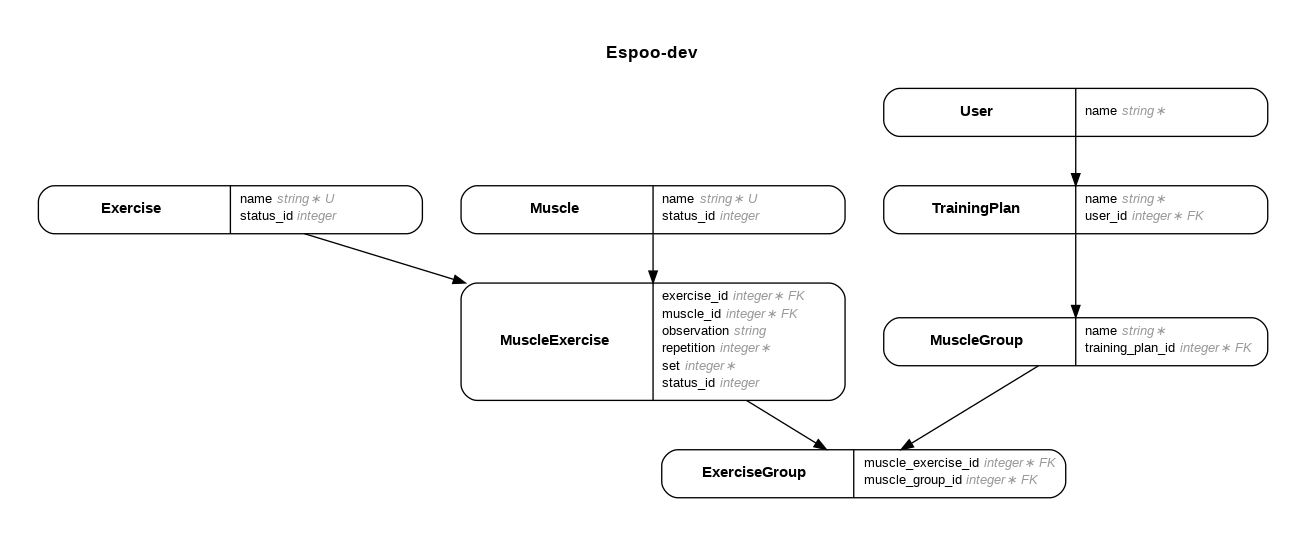 Espoo-dev
User
name string∗
Exercise
name string∗ U
status_id integer
Muscle
name string∗ U
status_id integer
TrainingPlan
name string∗
user_id integer∗ FK
MuscleExercise
exercise_id integer∗ FK
muscle_id integer∗ FK
observation string
repetition integer∗
set integer∗
status_id integer
MuscleGroup
name string∗
training_plan_id integer∗ FK
ExerciseGroup
muscle_exercise_id integer∗ FK
muscle_group_id integer∗ FK